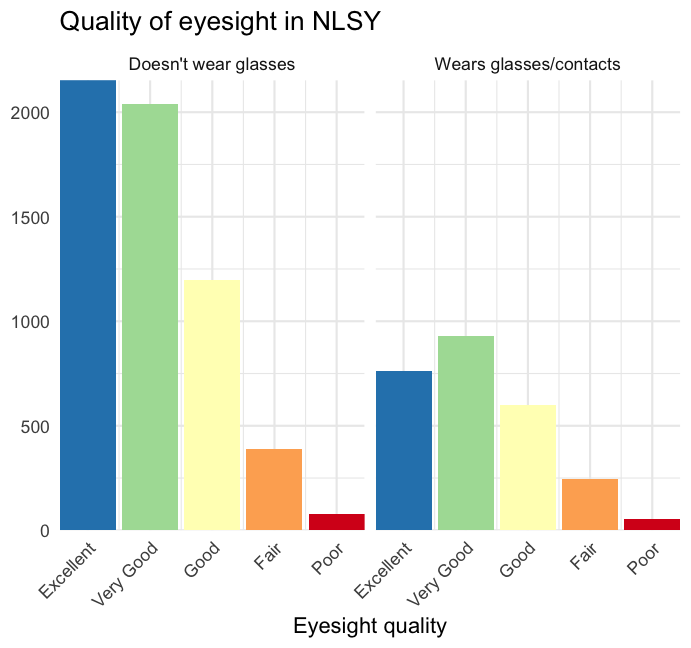 Quality of eyesight in NLSY
Doesn't wear glasses
Wears glasses/contacts
2000
1500
1000
500
0
Excellent
Very Good
Good
Fair
Poor
Excellent
Very Good
Good
Fair
Poor
Eyesight quality